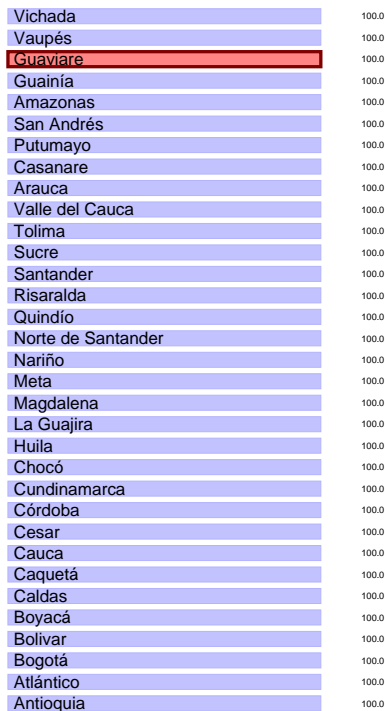 Vichada 100.0
Vaupés 100.0
Guaviare 100.0
Guainía 100.0
Amazonas 100.0
San Andrés 100.0
Putumayo 100.0
Casanare 100.0
Arauca 100.0
Valle del Cauca 100.0
Tolima 100.0
Sucre 100.0
Santander 100.0
Risaralda 100.0
Quindío 100.0
Norte de Santander 100.0
Nariño 100.0
Meta 100.0
Magdalena 100.0
La Guajira 100.0
Huila 100.0
Chocó 100.0
Cundinamarca 100.0
Córdoba 100.0
Cesar 100.0
Cauca 100.0
Caquetá 100.0
Caldas 100.0
Boyacá 100.0
Bolivar 100.0
Bogotá 100.0
Atlántico 100.0
Antioquia 100.0